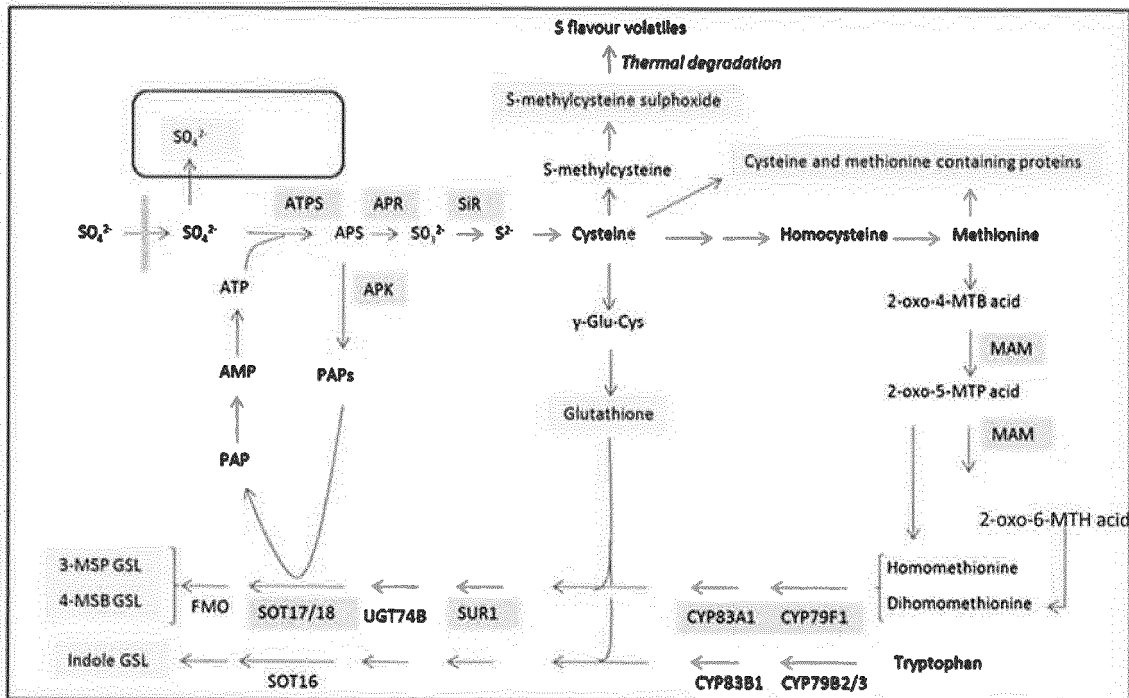 S flavour volatiles
Thermal degradation
S-methylcysteine sulphoxide
SO₄²⁻
S-methylcysteine
Cysteine and methionine containing proteins
ATPS APR SiR
SO₄²⁻ SO₄²⁻ APS SO₃²⁻ S²⁻ Cysteine Homocysteine Methionine
ATP APK 2-oxo-4-MTB acid
γ-Glu-Cys
MAM
AMP PAPs
2-oxo-5-MTP acid
Glutathione
MAM
PAP
2-oxo-6-MTH acid
3-MSP GSL Homomethionine
4-MSB GSL FMO SOT17/18 UGT74B SUR1 CYP83A1 CYP79F1 Dihomomethionine
Indole GSL Tryptophan
SOT16 CYP83B1 CYP79B2/3